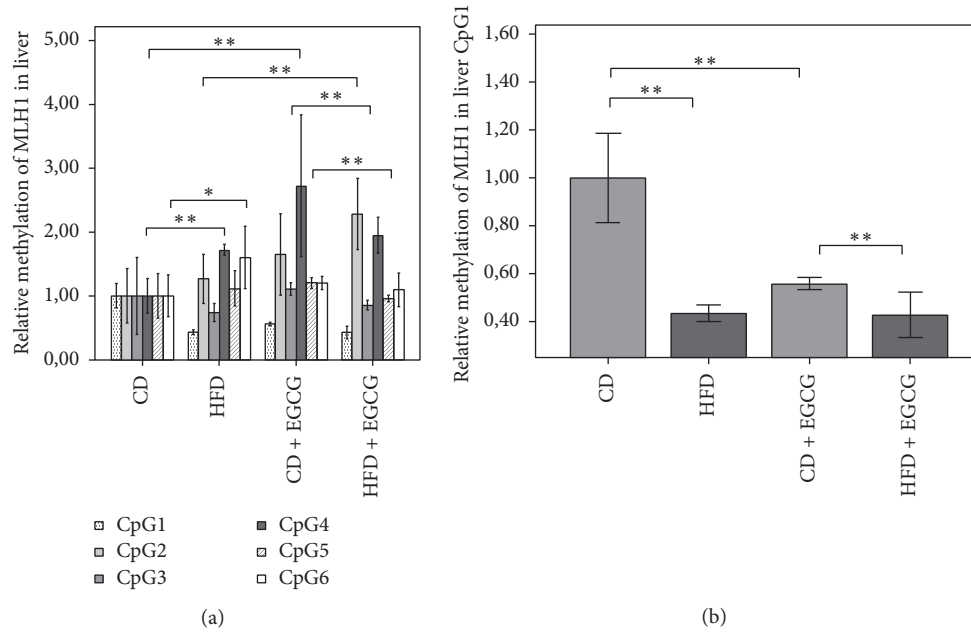 Relative methylation of MLH1 in liver
5,00
4,00
3,00
2,00
1,00
0,00
**
**
**
**
*
**
CD
HFD
CD + EGCG
HFD + EGCG
CpG1
CpG2
CpG3
CpG4
CpG5
CpG6
(a)
Relative methylation of MLH1 in liver CpG1
1,60
1,40
1,20
1,00
0,80
0,60
0,40
**
**
**
CD
HFD
CD + EGCG
HFD + EGCG
(b)